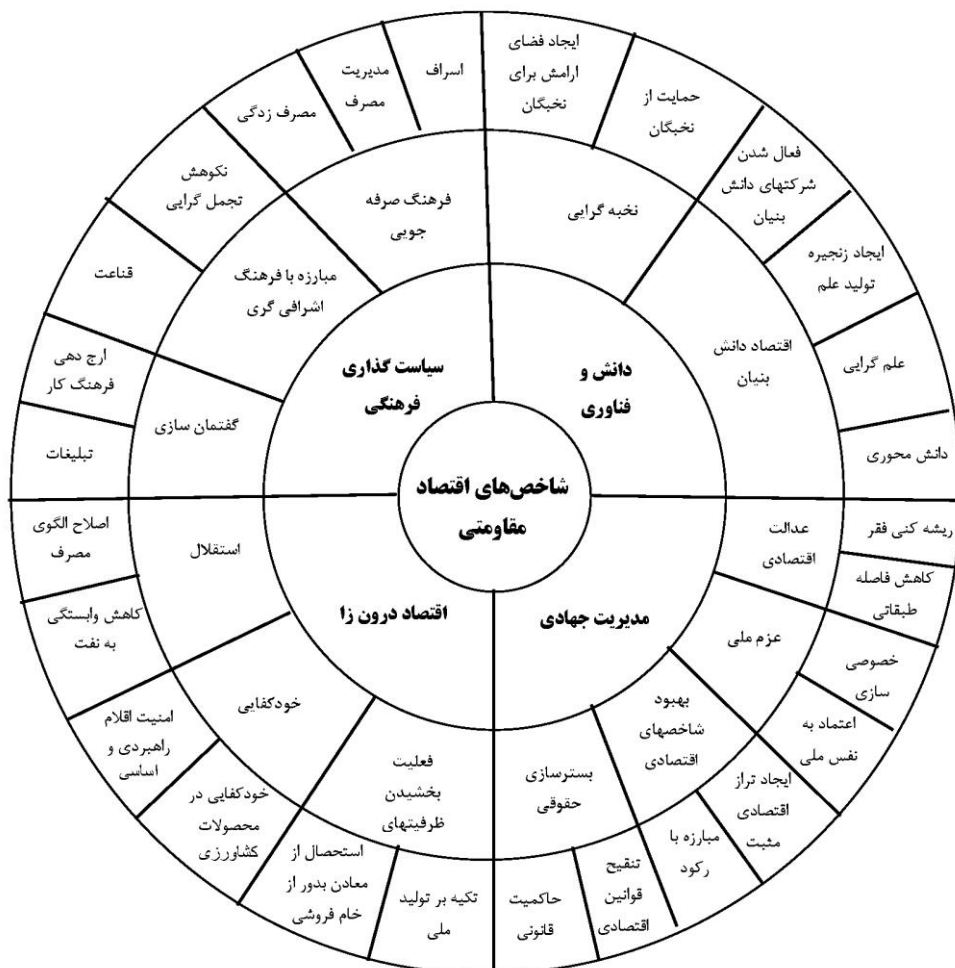 شاخص‌های اقتصاد
مقاومتی
دانش و
فناوری
سیاست گذاری
فرهنگی
اقتصاد درون زا
مدیریت جهادی
نخبه گرایی
اقتصاد دانش
بنیان
عدالت
اقتصادی
عزم ملی
بهبود
شاخصهای
اقتصادی
بسترسازی
حقوقی
فعلیت
بخشیدن
ظرفیتهای
خودکفایی
استقلال
گفتمان سازی
مبارزه با فرهنگ
اشرافی گری
فرهنگ صرفه
جویی
ایجاد فضای
ارامش برای
نخبگان
حمایت از
نخبگان
فعال شدن
شرکتهای دانش
بنیان
ایجاد زنجیره
تولید علم
علم گرایی
دانش محوری
ریشه کنی فقر
کاهش فاصله
طبقاتی
خصوصی
سازی
اعتماد به
نفس ملی
ایجاد تراز
اقتصادی
مثبت
مبارزه با
رکود
تنقیح
قوانین
اقتصادی
حاکمیت
قانونی
تکیه بر تولید
ملی
استحصال از
معادن بدور از
خام فروشی
خودکفایی در
محصولات
کشاورزی
امنیت اقلام
راهبردی و
اساسی
کاهش وابستگی
به نفت
اصلاح الگوی
مصرف
تبلیغات
ارج دهی
فرهنگ کار
قناعت
نکوهش
تجمل گرایی
مصرف زدگی
مدیریت
مصرف
اسراف